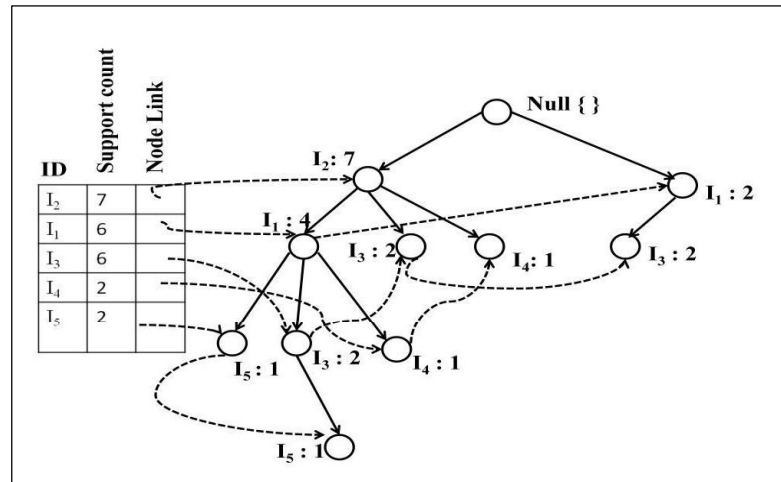 ID Support count Node Link
I₂ 7
I₁ 6
I₃ 6
I₄ 2
I₅ 2
Null { }
I₂: 7
I₁ : 2
I₁ : 4
I₃ : 2
I₄: 1
I₃ : 2
I₅ : 1
I₃ : 2
I₄ : 1
I₅ : 1